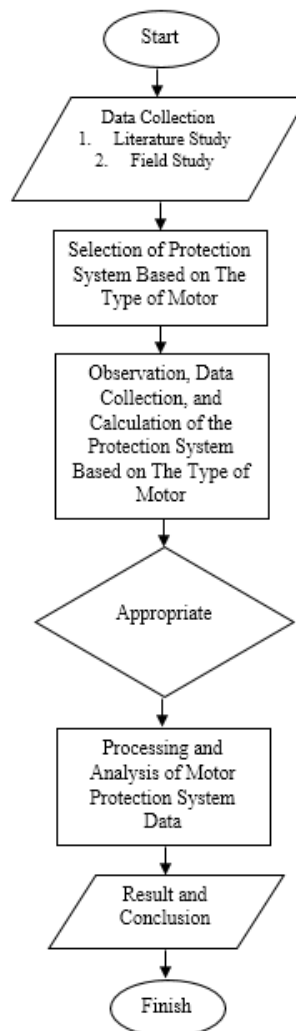 Start
Data Collection
1. Literature Study
2. Field Study
Selection of Protection
System Based on The
Type of Motor
Observation, Data
Collection, and
Calculation of the
Protection System
Based on The Type of
Motor
Appropriate
Processing and
Analysis of Motor
Protection System
Data
Result and
Conclusion
Finish